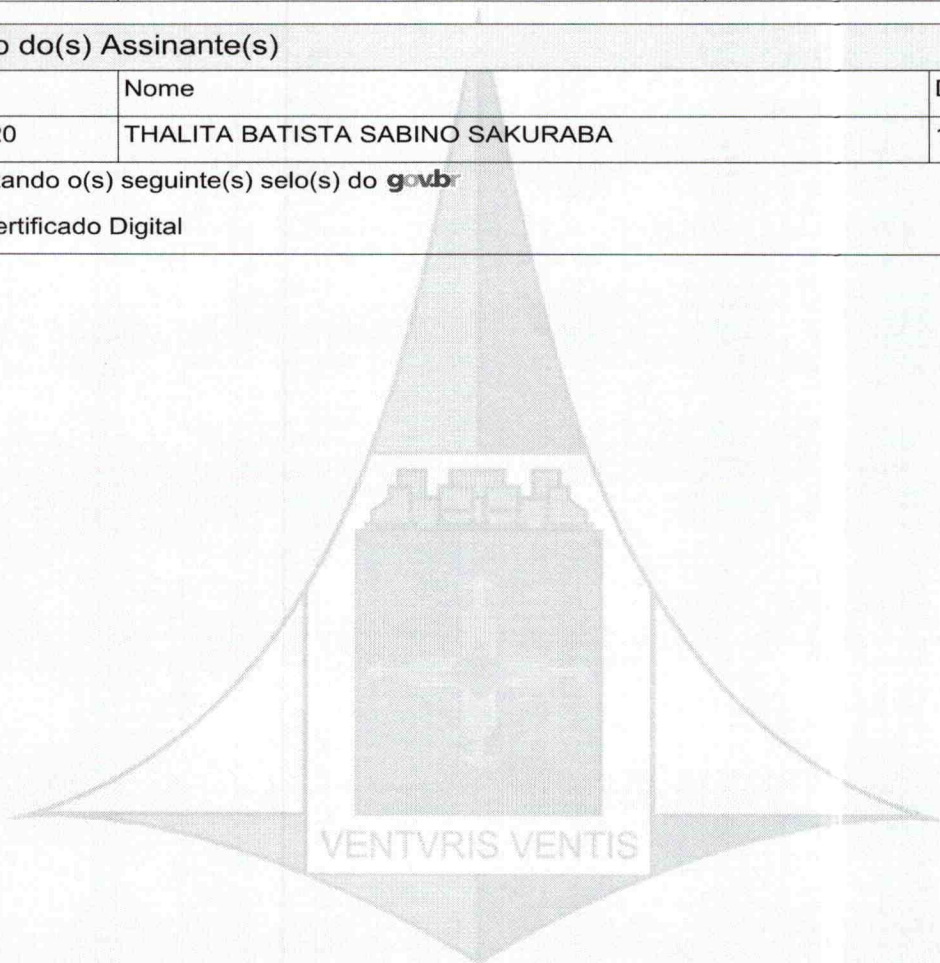 o do(s) Assinante(s)
Nome
20 THALITA BATISTA SABINO SAKURABA
ando o(s) seguinte(s) selo(s) do gov.br
ertificado Digital
VENTVRIS VENTIS